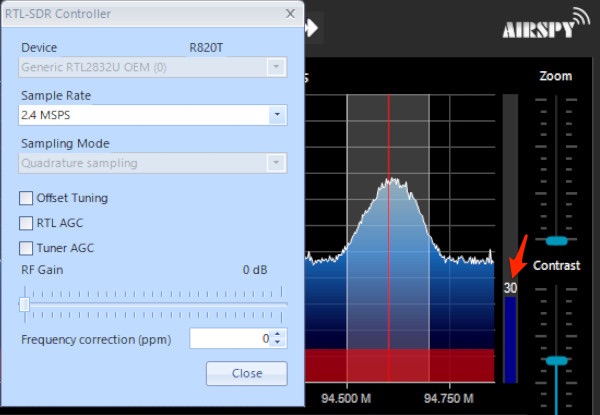 RTL-SDR Controller
Device
R820T
Generic RTL2832U OEM (0)
Sample Rate
2.4 MSPS
Sampling Mode
Quadrature sampling
Offset Tuning
RTL AGC
Tuner AGC
RF Gain
0 dB
Frequency correction (ppm)
0
Close
AIRSPY
Zoom
30
Contrast
94.500 M
94.750 M